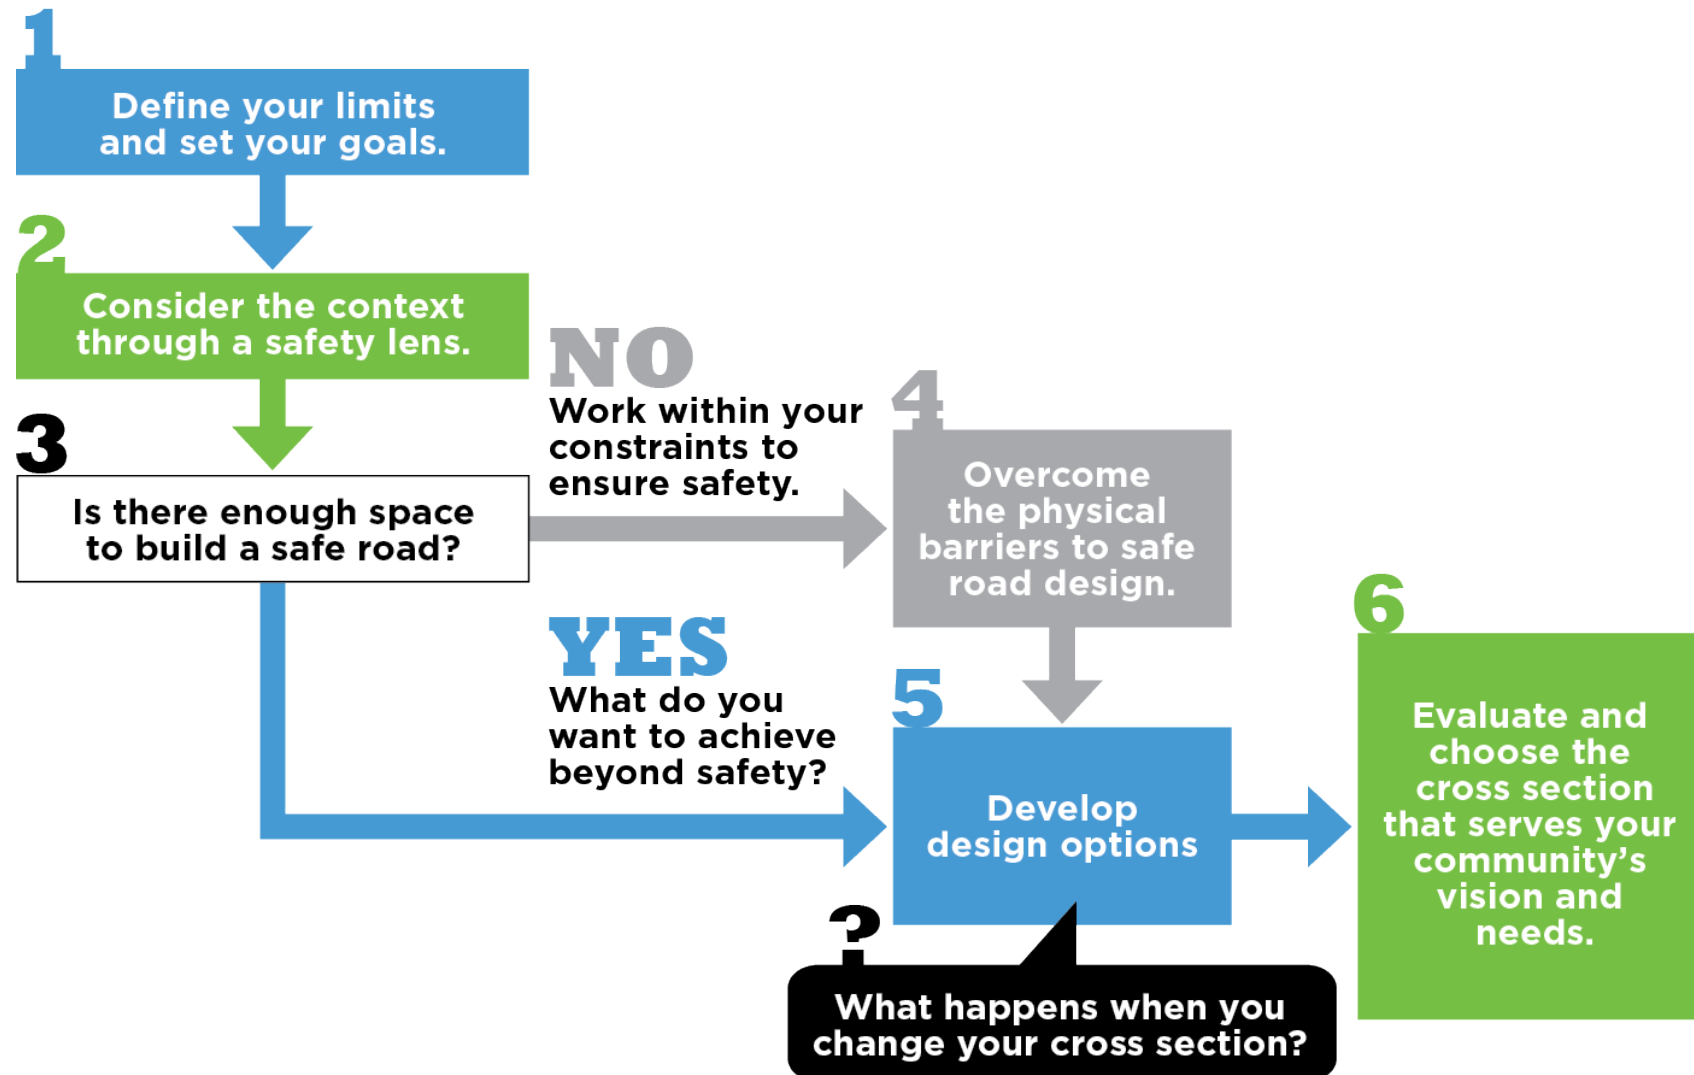 1
Define your limits
and set your goals.
2
Consider the context
through a safety lens.
3
Is there enough space
to build a safe road?
NO
Work within your
constraints to
ensure safety.
4
Overcome
the physical
barriers to safe
road design.
YES
What do you
want to achieve
beyond safety?
5
Develop
design options
?
What happens when you
change your cross section?
6
Evaluate and
choose the
cross section
that serves your
community’s
vision and
needs.